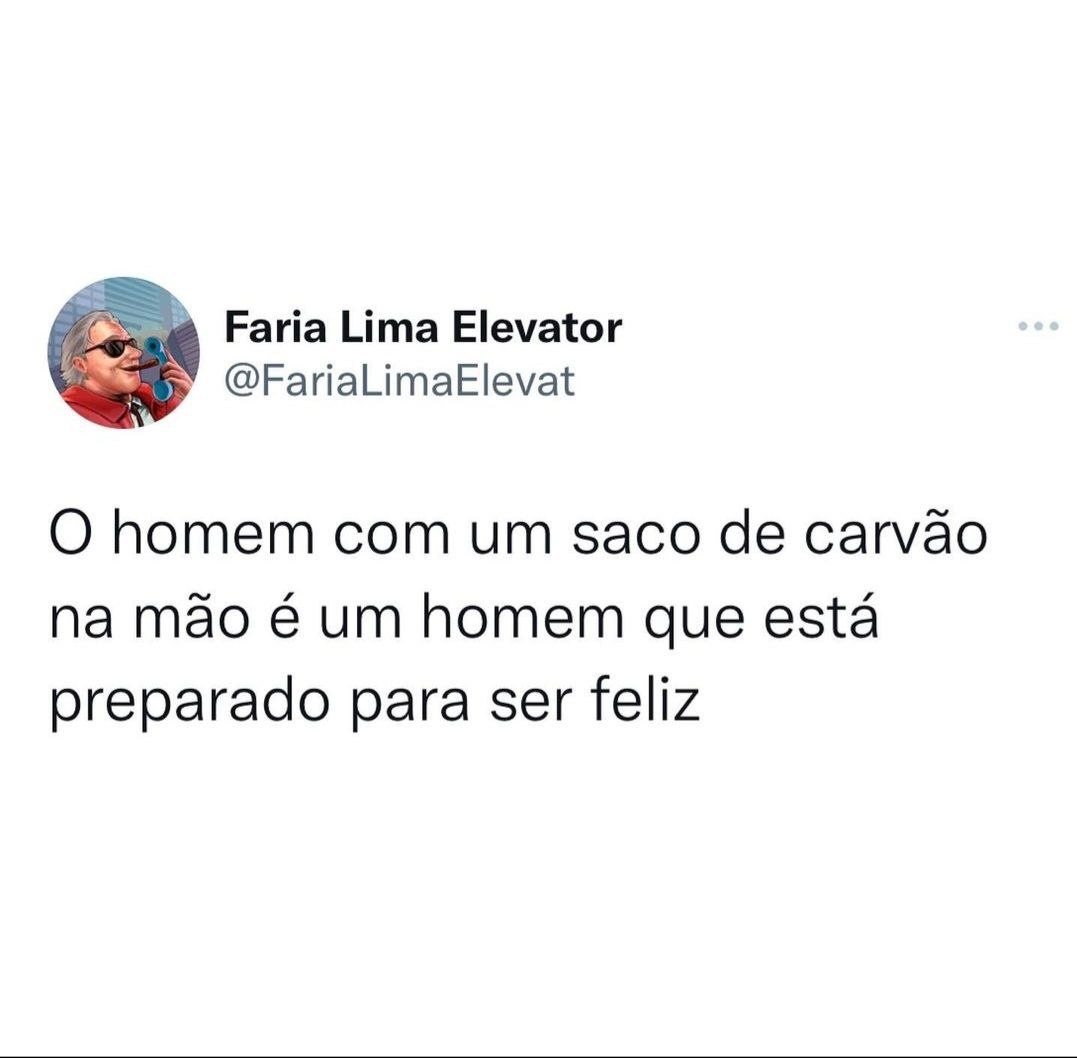 Faria Lima Elevator
@FariaLimaElevat
O homem com um saco de carvão
na mão é um homem que está
preparado para ser feliz